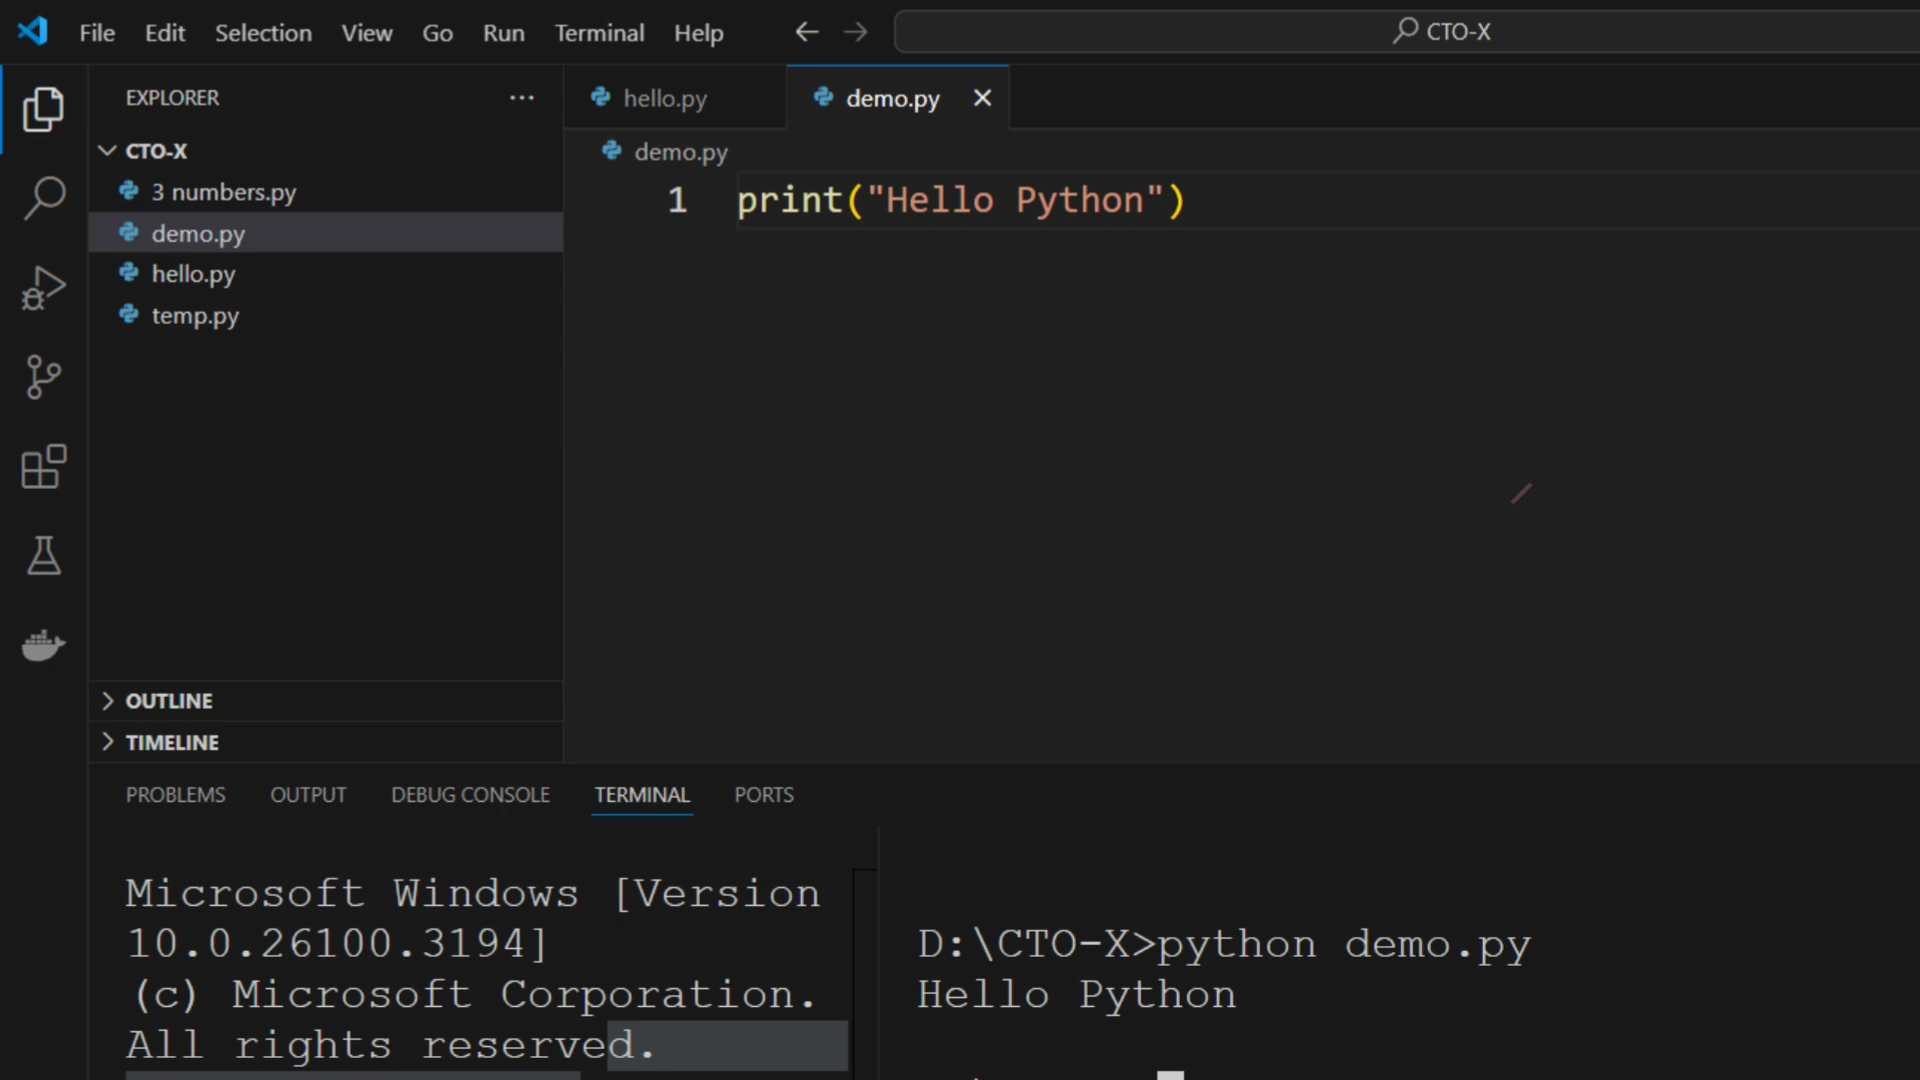 File Edit Selection View Go Run Terminal Help
CTO-X
EXPLORER
CTO-X
3 numbers.py
demo.py
hello.py
temp.py
OUTLINE
TIMELINE
hello.py
demo.py
demo.py
1 print("Hello Python")
PROBLEMS OUTPUT DEBUG CONSOLE TERMINAL PORTS
Microsoft Windows [Version
10.0.26100.3194]
(c) Microsoft Corporation.
All rights reserved.
D:\CTO-X>python demo.py
Hello Python